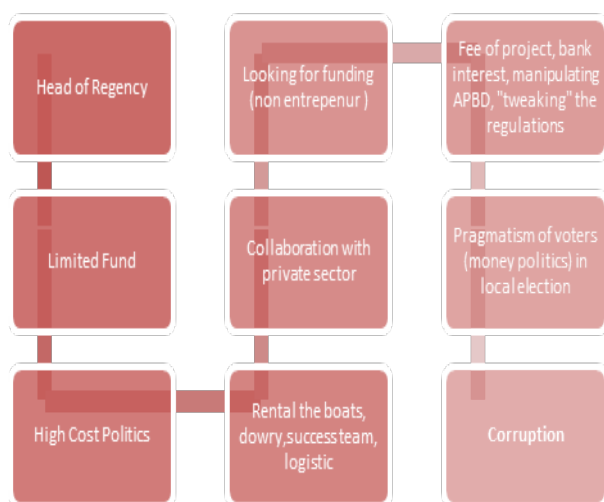 Head of Regency
Limited Fund
High Cost Politics
Rental the boats,
dowry,success team,
logistic
Collaboration with
private sector
Looking for funding
(non entrepenur )
Fee of project, bank
interest, manipulating
APBD, "tweaking" the
regulations
Pragmatism of voters
(money politics) in
local election
Corruption